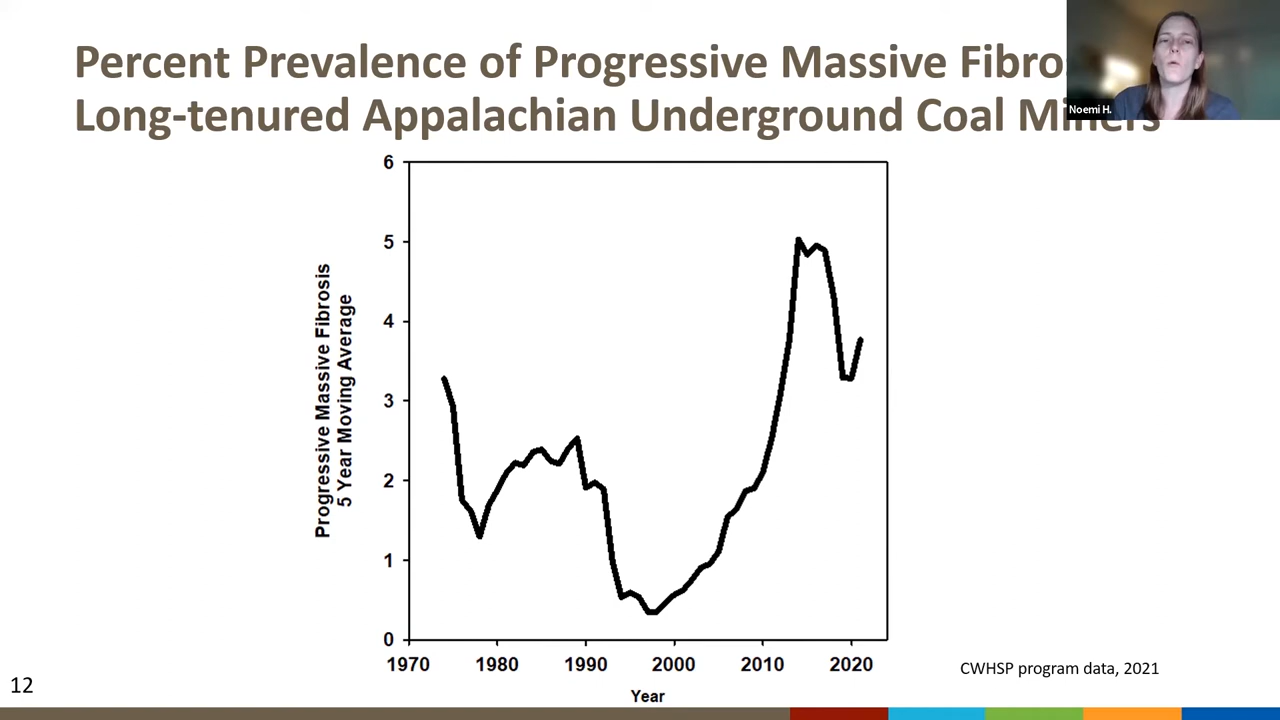 Percent Prevalence of Progressive Massive Fibro
Long-tenured Appalachian Underground Coal Miners
Noemi H.
Progressive Massive Fibrosis
5 Year Moving Average
6
5
4
3
2
1
0
1970 1980 1990 2000 2010 2020
Year
CWHSP program data, 2021
12